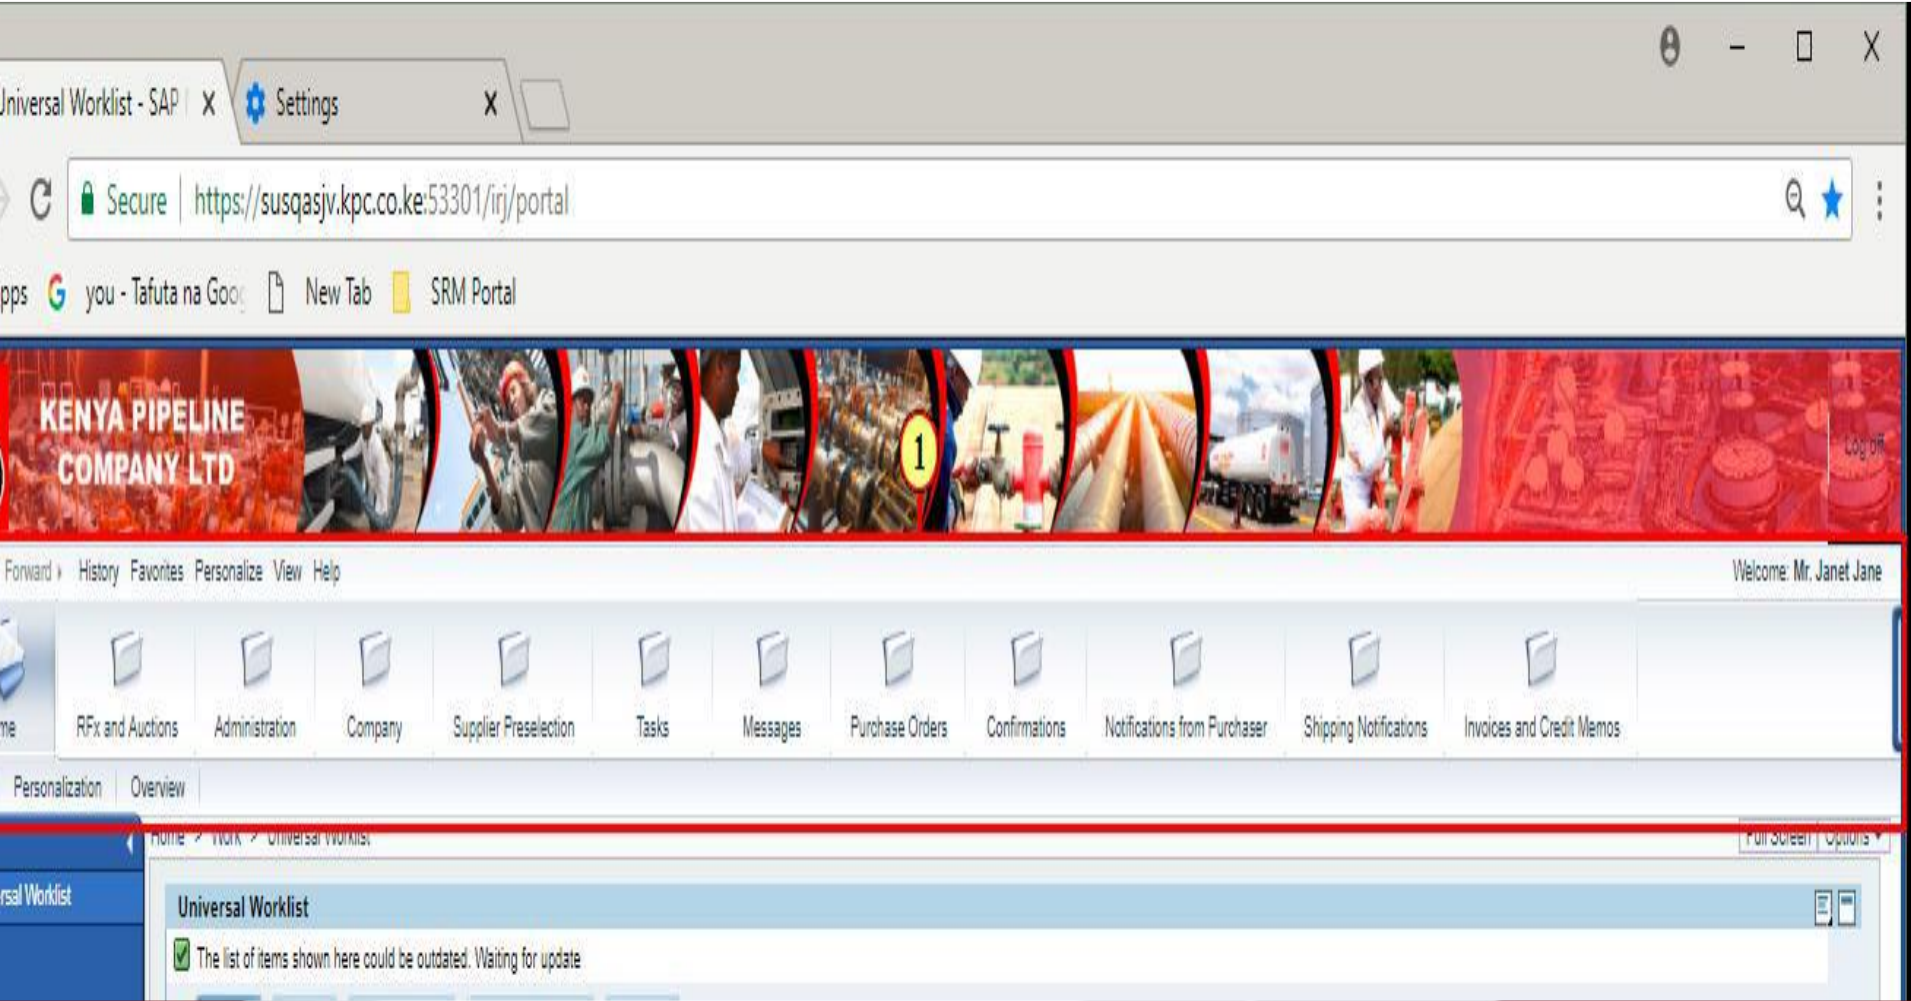 Universal Worklist - SAP
Settings
Secure | https://susqasjv.kpc.co.ke:53301/irj/portal
you - Tafuta na Goo
New Tab
SRM Portal
KENYA PIPELINE
COMPANY LTD
1
Log off
Forward History Favorites Personalize View Help
Welcome: Mr. Janet Jane
RFx and Auctions Administration Company Supplier Preselection Tasks Messages Purchase Orders Confirmations Notifications from Purchaser Shipping Notifications Invoices and Credit Memos
Personalization Overview
Home > Work > Universal Worklist
Full Screen Options
rsal Worklist
Universal Worklist
The list of items shown here could be outdated. Waiting for update